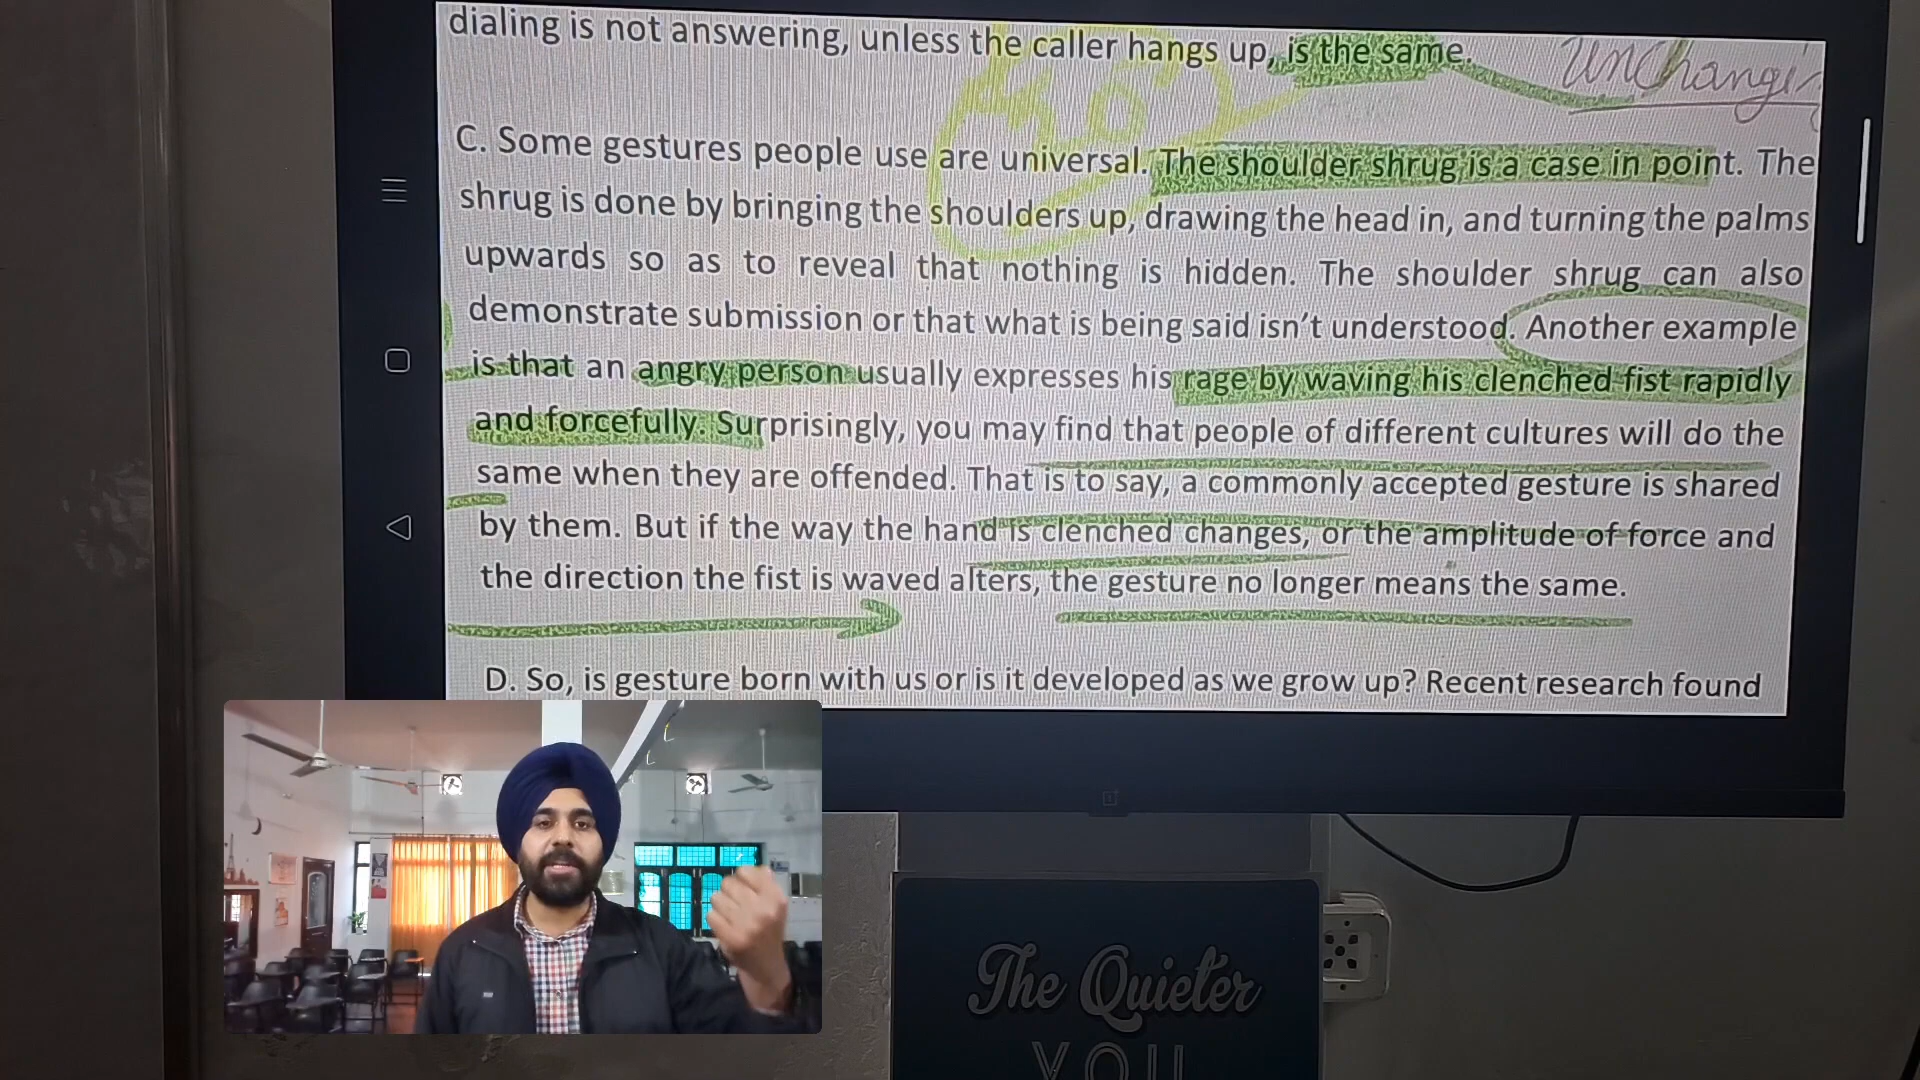 dialing is not answering, unless the caller hangs up, is the same.
C. Some gestures people use are universal. The shoulder shrug is a case in point. The
shrug is done by bringing the shoulders up, drawing the head in, and turning the palms
upwards so as to reveal that nothing is hidden. The shoulder shrug can also
demonstrate submission or that what is being said isn't understood. Another example
is that an angry person usually expresses his rage by waving his clenched fist rapidly
and forcefully. Surprisingly, you may find that people of different cultures will do the
same when they are offended. That is to say, a commonly accepted gesture is shared
by them. But if the way the hand is clenched changes, or the amplitude of force and
the direction the fist is waved alters, the gesture no longer means the same.
D. So, is gesture born with us or is it developed as we grow up? Recent research found
The Quieter
YOU